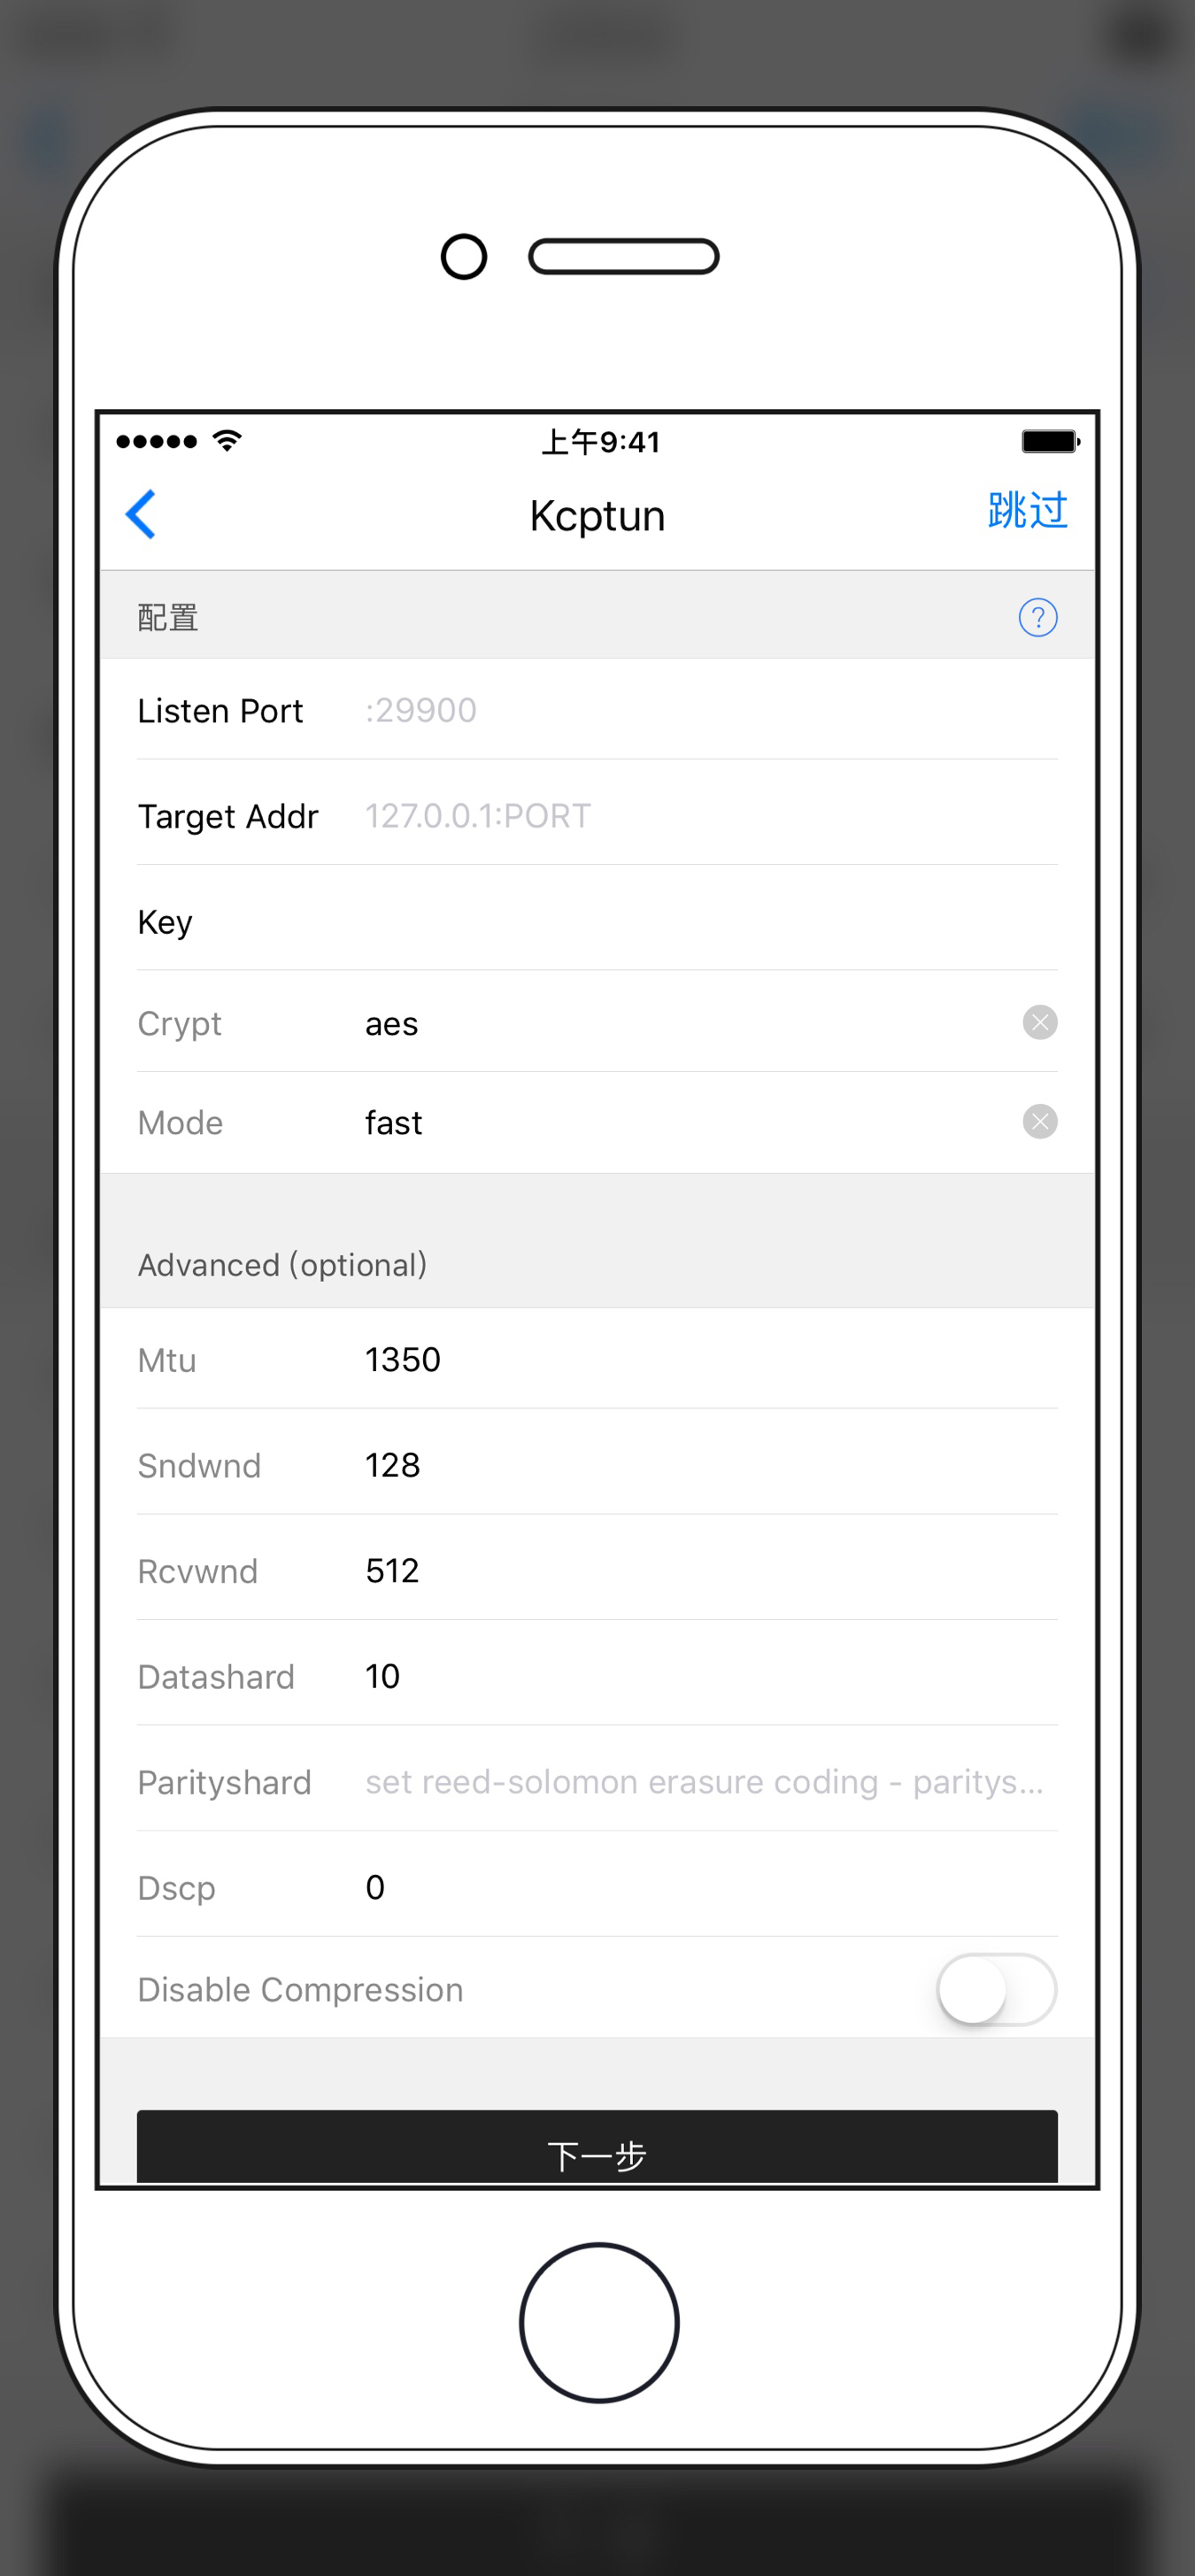 上午9:41
Kcptun
跳过
配置
?
Listen Port :29900
Target Addr 127.0.0.1:PORT
Key
Crypt aes
Mode fast
Advanced (optional)
Mtu 1350
Sndwnd 128
Rcvwnd 512
Datashard 10
Parityshard set reed-solomon erasure coding - paritys...
Dscp 0
Disable Compression
下一步